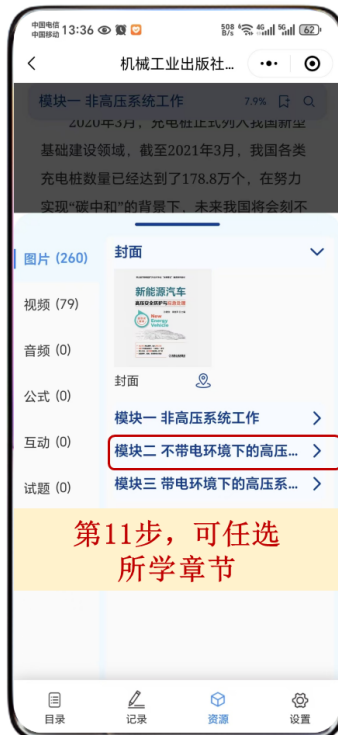 中国电信
中国移动 13:36
508 B/s 5G 5G 62
机械工业出版社...
模块一 非高压系统工作 7.9%
2020年3月，充电桩正式列入我国新型
基础建设领域，截至2021年3月，我国各类
充电桩数量已经达到了178.8万个，在努力
实现“碳中和”的背景下，未来我国将会刻不
图片 (260)
视频 (79)
音频 (0)
公式 (0)
互动 (0)
试题 (0)
封面
新能源汽车
New
Energy
Vehicle
封面
模块一 非高压系统工作
模块二 不带电环境下的高压...
模块三 带电环境下的高压系...
第11步，可任选
所学章节
目录
记录
资源
设置